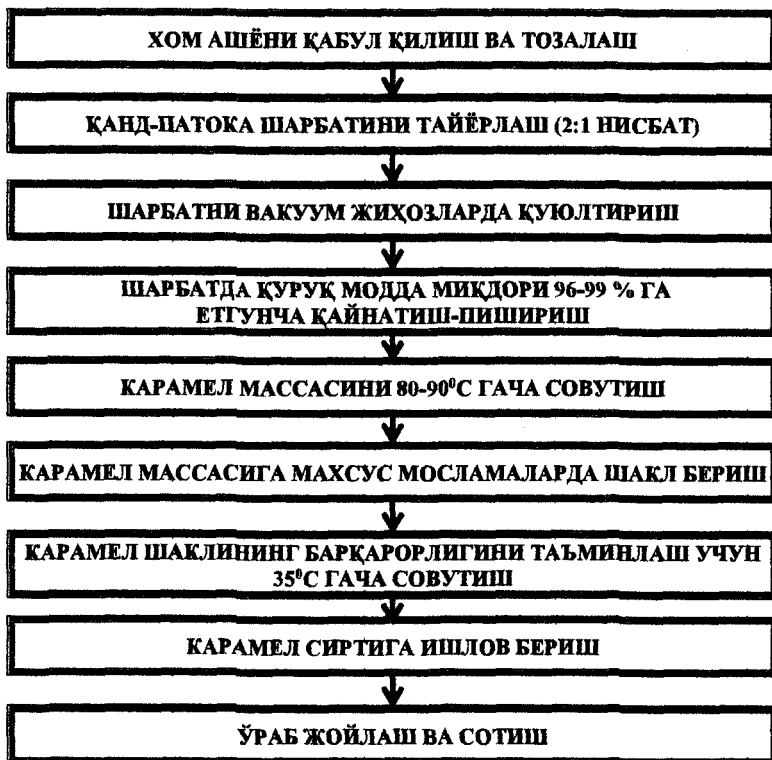 ХОМ АШЁНИ ҚАБУЛ ҚИЛИШ ВА ТОЗАЛАШ
ҚАНД-ПАТОКА ШАРБАТИНИ ТАЙЁРЛАШ (2:1 НИСБАТ)
ШАРБАТНИ ВАКУУМ ЖИҲОЗЛАРДА ҚУЮЛТИРИШ
ШАРБАТДА ҚУРУҚ МОДДА МИҚДОРИ 96-99 % ГА
ЕТГУНЧА ҚАЙНАТИШ-ПИШИРИШ
КАРАМЕЛ МАССАСИНИ 80-90⁰С ГАЧА СОВУТИШ
КАРАМЕЛ МАССАСИГА МАХСУС МОСЛАМАЛАРДА ШАКЛ БЕРИШ
КАРАМЕЛ ШАКЛИНИНГ БАРҚАРОРЛИГИНИ ТАЪМИНЛАШ УЧУН
35⁰С ГАЧА СОВУТИШ
КАРАМЕЛ СИРТИГА ИШЛОВ БЕРИШ
ЎРАБ ЖОЙЛАШ ВА СОТИШ